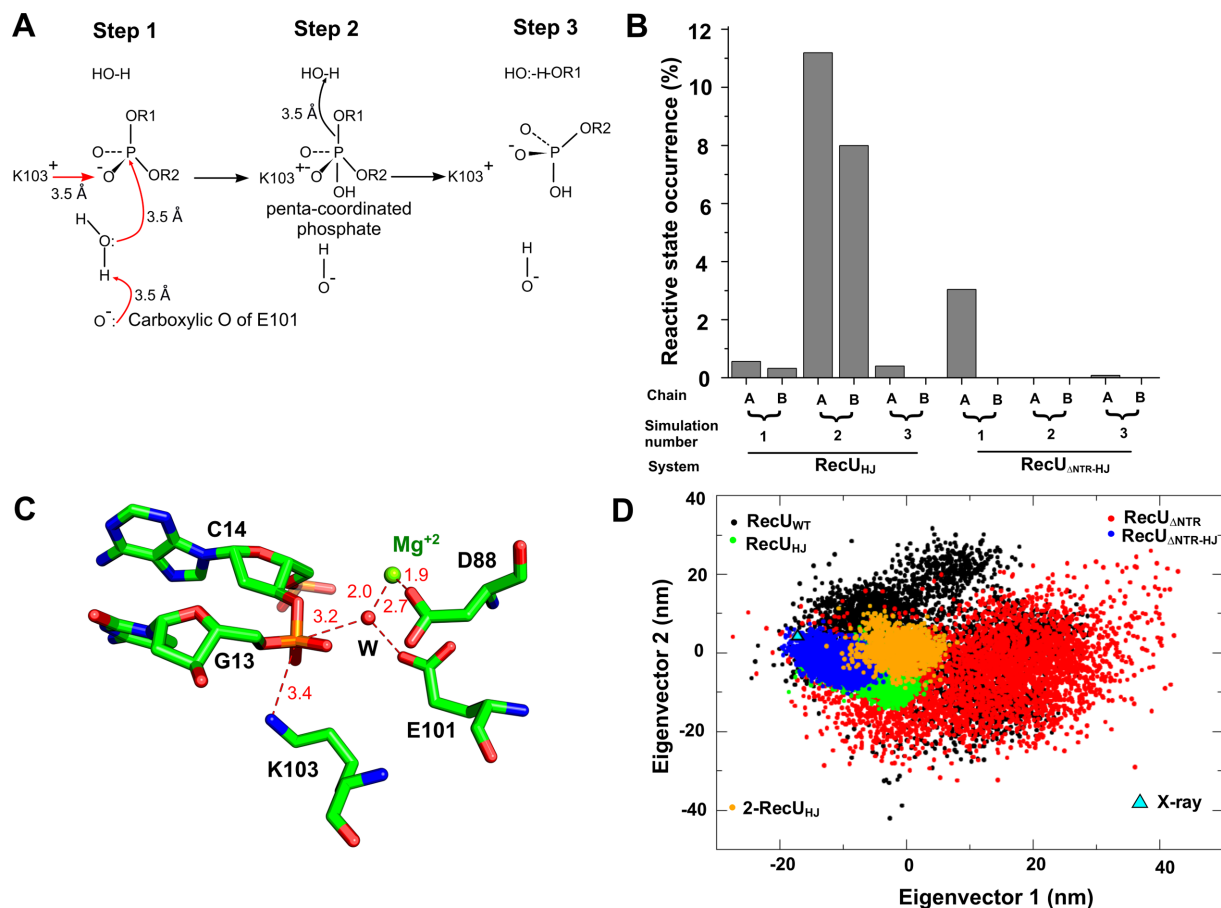 A
Step 1
Step 2
Step 3
HO-H
HO-H
HO:-H-OR1
3.5 Å
OR1
OR1
O
P
O
-
OR2
K103+
3.5 Å
O
P
O
OR2
OH
K103+-
O
-
O
P
OR2
OH
K103+
penta-coordinated
phosphate
H
O:
H
3.5 Å
3.5 Å
O-: Carboxylic O of E101
H
O-
H
O-
B
Reactive state occurrence (%)
12
10
8
6
4
2
0
Chain A B A B A B A B A B A B
Simulation
number 1 2 3 1 2 3
System RecUHJ RecUΔNTR-HJ
C
C14
Mg+2
D88
2.0
1.9
2.7
3.2
W
G13
3.4
E101
K103
D
Eigenvector 2 (nm)
40
20
0
-20
-40
RecUWT
RecUHJ
RecUΔNTR
RecUΔNTR-HJ
2-RecUHJ
X-ray
-20 0 20 40
Eigenvector 1 (nm)